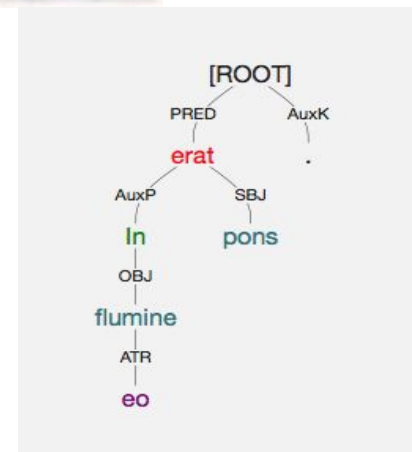 [ROOT]
PRED AuxK
erat .
AuxP SBJ
In pons
OBJ
flumine
ATR
eo